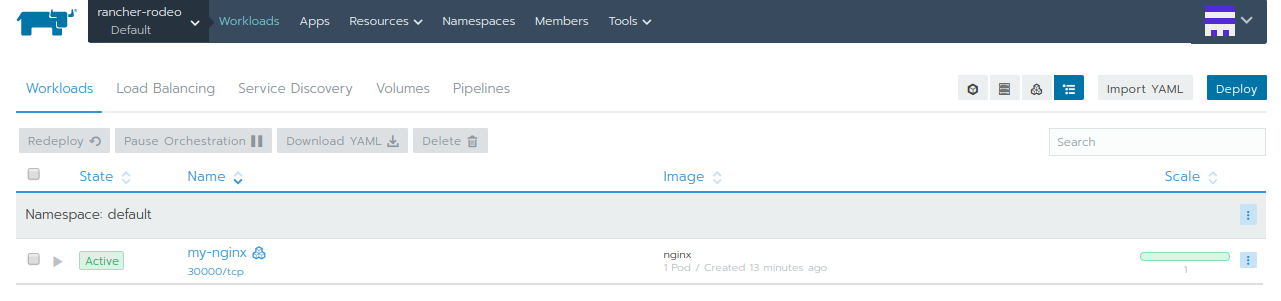 rancher-rodeo
Default
Workloads Apps Resources Namespaces Members Tools
Workloads Load Balancing Service Discovery Volumes Pipelines
Import YAML Deploy
Redeploy Pause Orchestration Download YAML Delete Search
State Name Image Scale
Namespace: default
Active my-nginx nginx
30000/tcp 1 Pod / Created 13 minutes ago 1